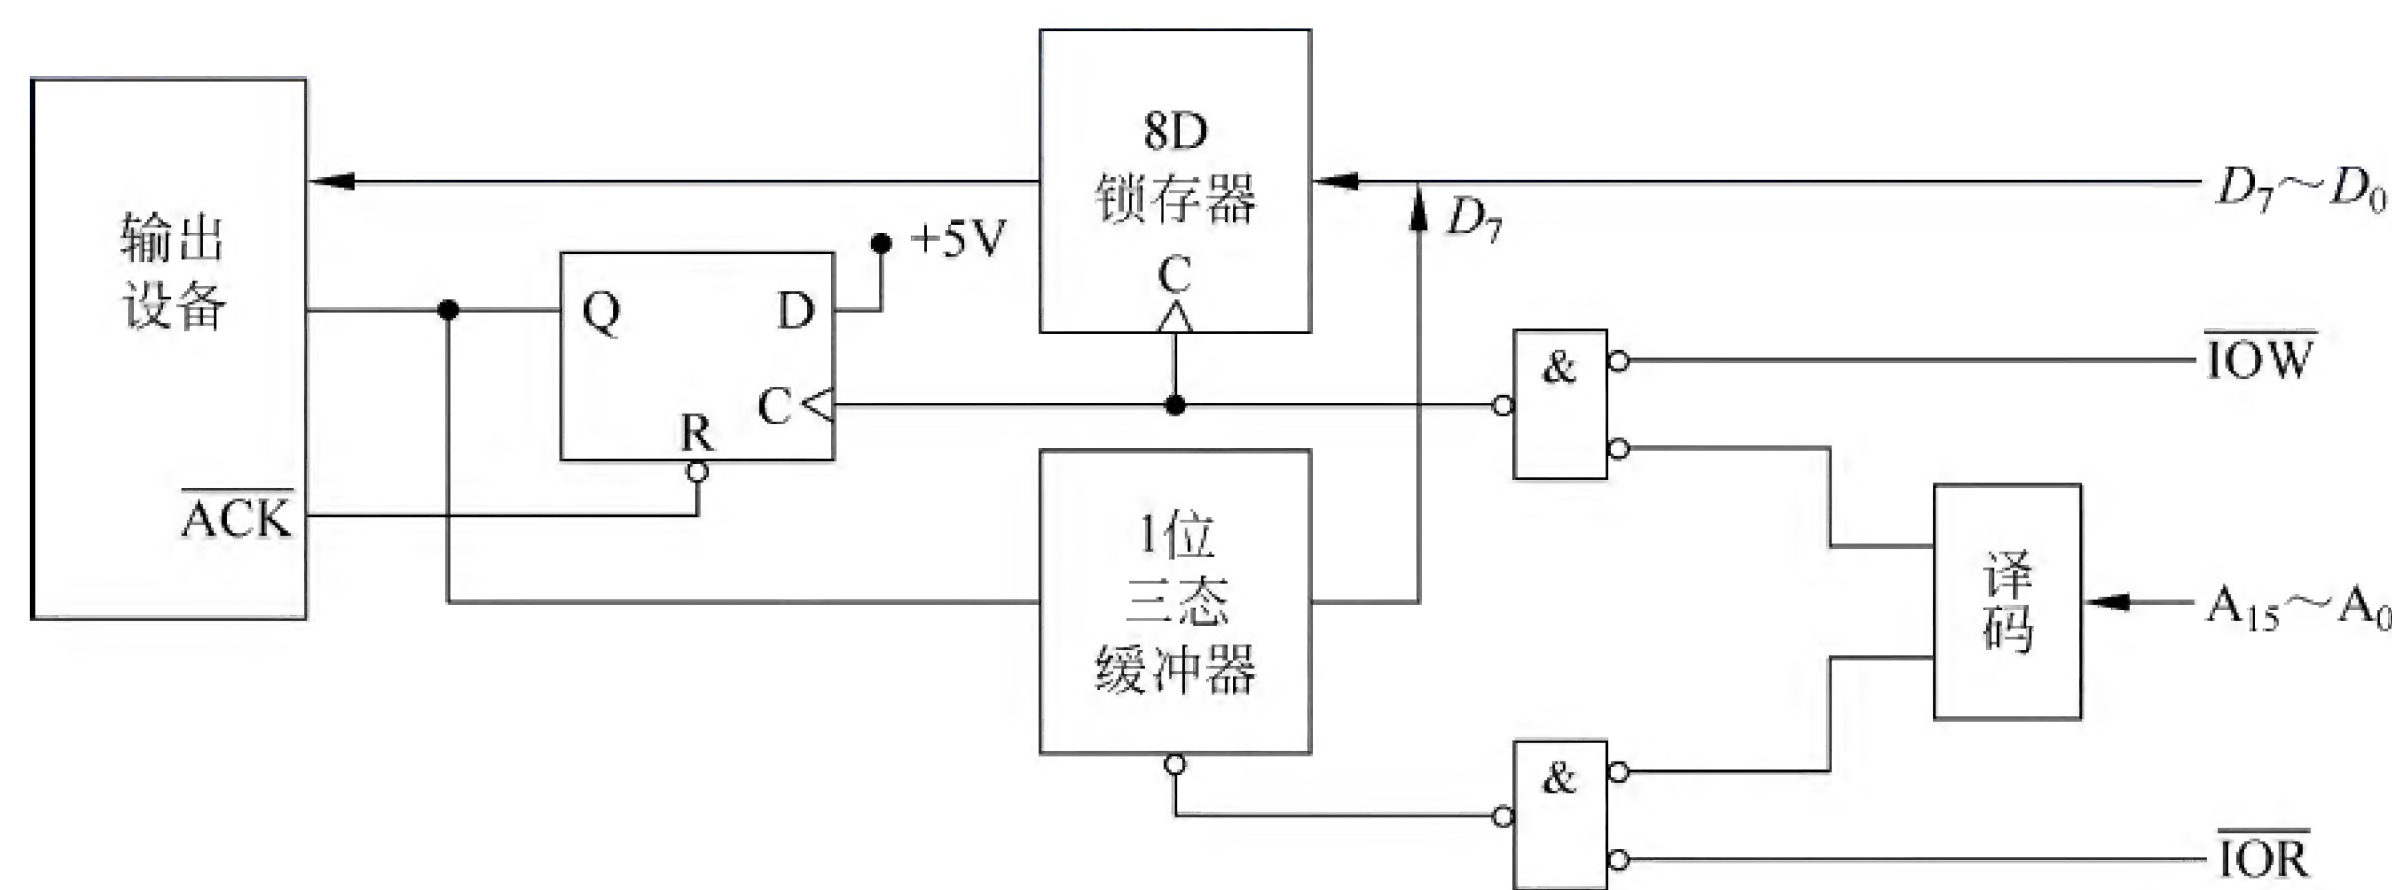 输出
设备
ACK
Q
D
C
R
+5V
8D
锁存器
C
D7
D7～D0
1位
三态
缓冲器
&
IOW
译
码
A15～A0
&
IOR